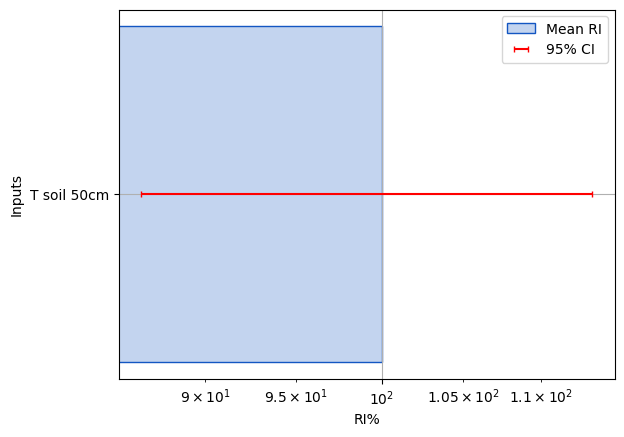 Mean RI
95% CI
Inputs
T soil 50cm
9 × 10¹
9.5 × 10¹
10²
1.05 × 10²
1.1 × 10²
RI%